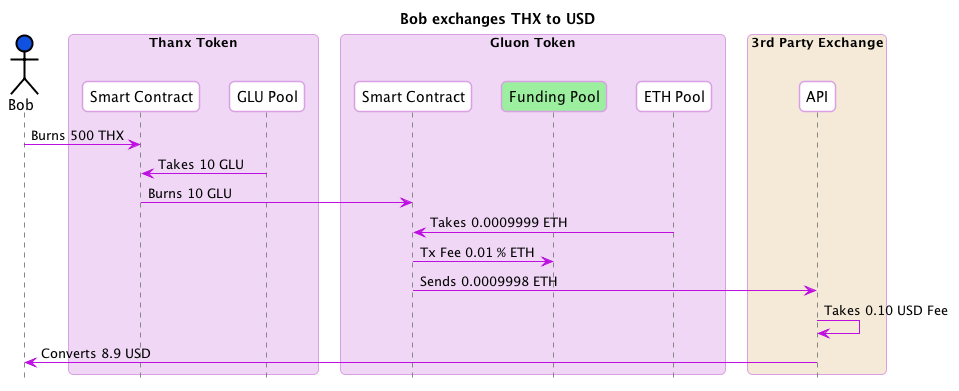 Bob exchanges THX to USD
Thanx Token
Gluon Token
3rd Party Exchange
Bob
Smart Contract
GLU Pool
Smart Contract
Funding Pool
ETH Pool
API
Burns 500 THX
Takes 10 GLU
Burns 10 GLU
Takes 0.0009999 ETH
Tx Fee 0.01 % ETH
Sends 0.0009998 ETH
Takes 0.10 USD Fee
Converts 8.9 USD